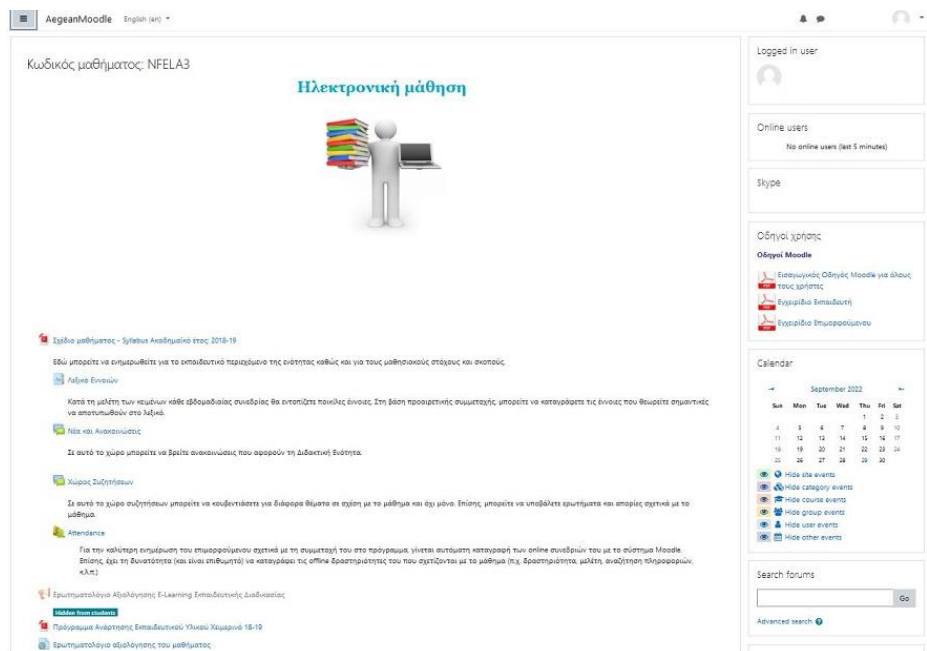 AegeanMoodle English (en)
Κωδικός μαθήματος: NFELA3
Ηλεκτρονική μάθηση
Σχέδιο μαθήματος - Syllabus Ακαδημαϊκό έτος: 2018-19
Εδώ μπορείτε να ενημερωθείτε για το εκπαιδευτικό περιεχόμενο της ενότητας καθώς και για τους μαθησιακούς στόχους και σκοπούς.
Λεξικό Εννοιών
Κατά τη μελέτη των κειμένων κάθε εβδομαδιαίας συνεδρίας θα εντοπίζετε ποικίλες έννοιες. Στη βάση προαιρετικής συμμετοχής, μπορείτε να καταγράφετε τις έννοιες που θεωρείτε σημαντικές
να αποτυπωθούν στο λεξικό.
Νέα και Ανακοινώσεις
Σε αυτό το χώρο μπορείτε να βρείτε ανακοινώσεις που αφορούν τη Διδακτική Ενότητα.
Χώρος Συζητήσεων
Σε αυτό το χώρο συζητήσεων μπορείτε να κουβεντιάσετε για διάφορα θέματα σε σχέση με το μάθημα και όχι μόνο. Επίσης, μπορείτε να υποβάλετε ερωτήματα και απορίες σχετικά με το
μάθημα.
Attendance
Για την καλύτερη ενημέρωση του επιμορφούμενου σχετικά με τη συμμετοχή του στο πρόγραμμα, γίνεται αυτόματη καταγραφή των online συνεδριών του με το σύστημα Moodle.
Επίσης, έχει τη δυνατότητα (και είναι επιθυμητό) να καταγράφει τις offline δραστηριότητες του που σχετίζονται με το μάθημα (π.χ. δραστηριότητα, μελέτη, αναζήτηση πληροφοριών,
κ.λπ.)
Ερωτηματολόγιο Αξιολόγησης E-Learning Εκπαιδευτικής Διαδικασίας
Hidden from students
Πρόγραμμα Ανάρτησης Εκπαιδευτικού Υλικού Χειμερινό 18-19
Ερωτηματολόγιο αξιολόγησης του μαθήματος
Logged in user
Online users
No online users (last 5 minutes)
Skype
Οδηγοί χρήσης
Οδηγοί Moodle
Εισαγωγικός Οδηγός Moodle για όλους
τους χρήστες
Εγχειρίδιο Εκπαιδευτή
Εγχειρίδιο Επιμορφούμενου
Calendar
September 2022
Sun Mon Tue Wed Thu Fri Sat
1 2 3
4 5 6 7 8 9 10
11 12 13 14 15 16 17
18 19 20 21 22 23 24
25 26 27 28 29 30
Hide site events
Hide category events
Hide course events
Hide group events
Hide user events
Hide other events
Search forums
Go
Advanced search